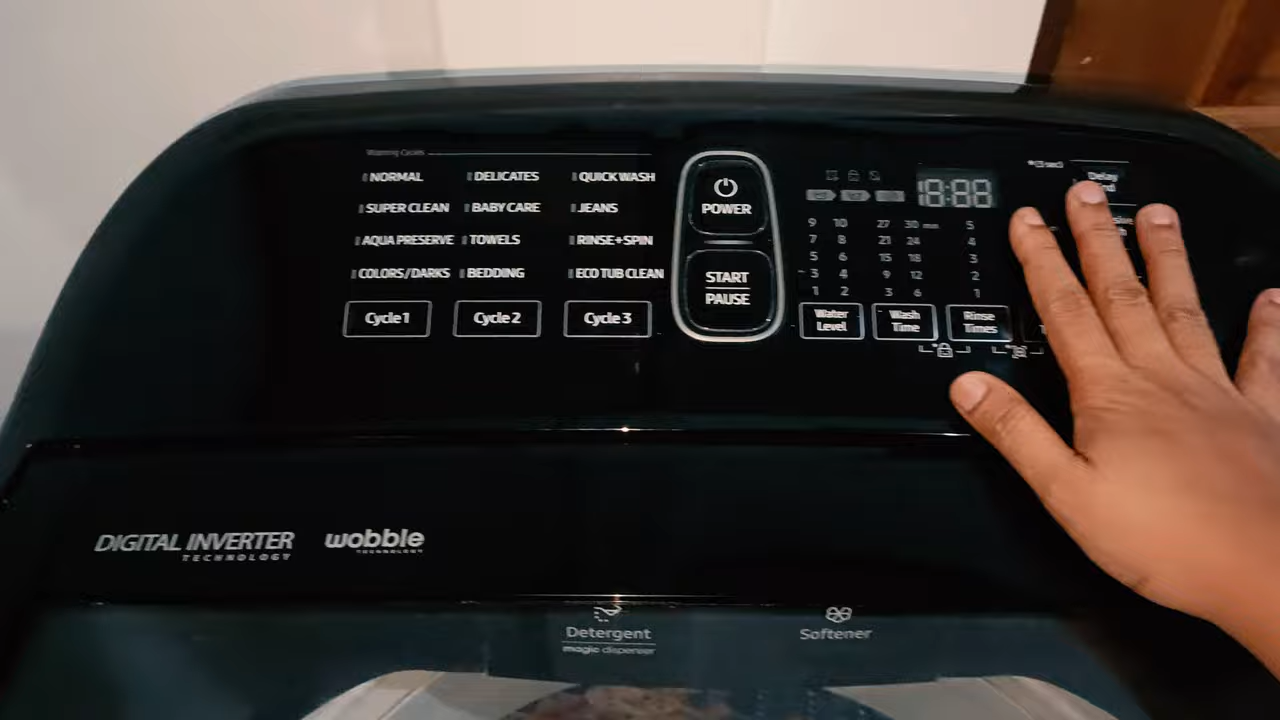 Washing Cycles
NORMAL
SUPER CLEAN
AQUA PRESERVE
COLORS/DARKS
Cycle 1
DELICATES
BABY CARE
TOWELS
BEDDING
Cycle 2
QUICK WASH
JEANS
RINSE+SPIN
ECO TUB CLEAN
Cycle 3
POWER
START
PAUSE
18:88
9 10
7 8
5 6
3 4
1 2
Water
Level
27 30 min
21 24
15 18
9 12
3 6
Wash
Time
5
4
3
2
1
Rinse
Times
*(3 sec)
Delay
DIGITAL INVERTER
TECHNOLOGY
wobble
TECHNOLOGY
Detergent
magic dispenser
Softener